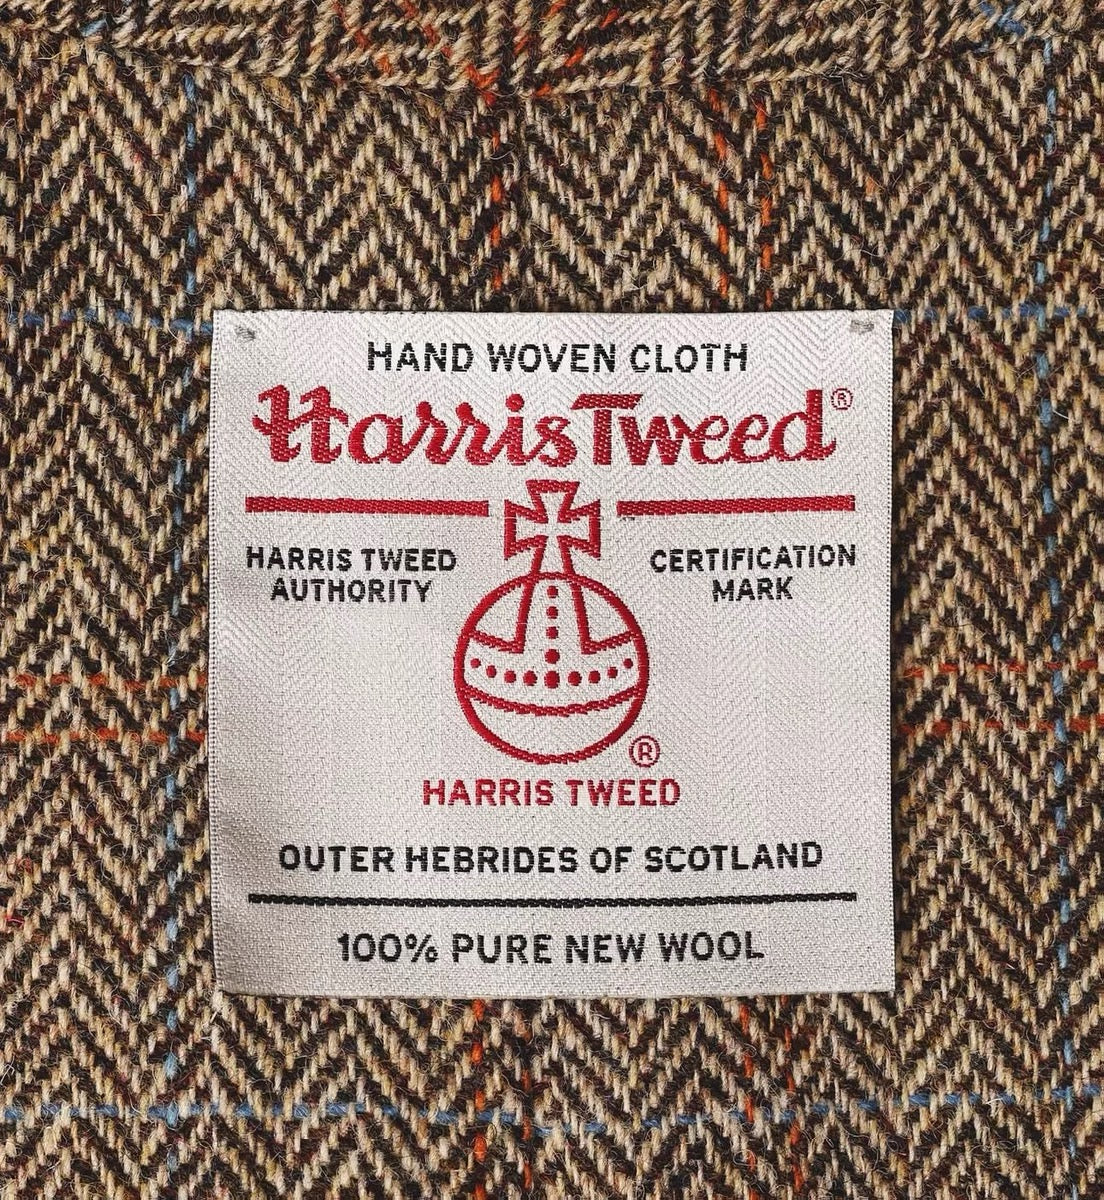 HAND WOVEN CLOTH
Harris Tweed®
HARRIS TWEED
AUTHORITY
CERTIFICATION
MARK
®
HARRIS TWEED
OUTER HEBRIDES OF SCOTLAND
100% PURE NEW WOOL